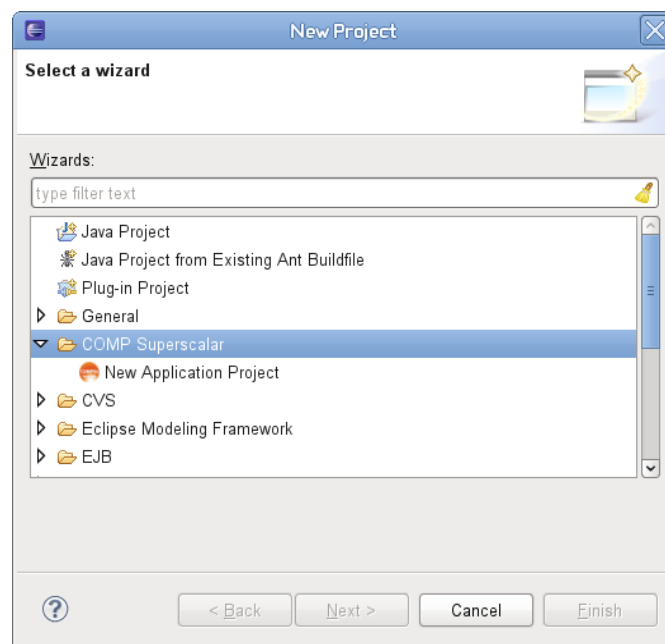 New Project
Select a wizard
Wizards:
type filter text
Java Project
Java Project from Existing Ant Buildfile
Plug-in Project
General
COMP Superscalar
New Application Project
CVS
Eclipse Modeling Framework
EJB
? < Back Next > Cancel Finish